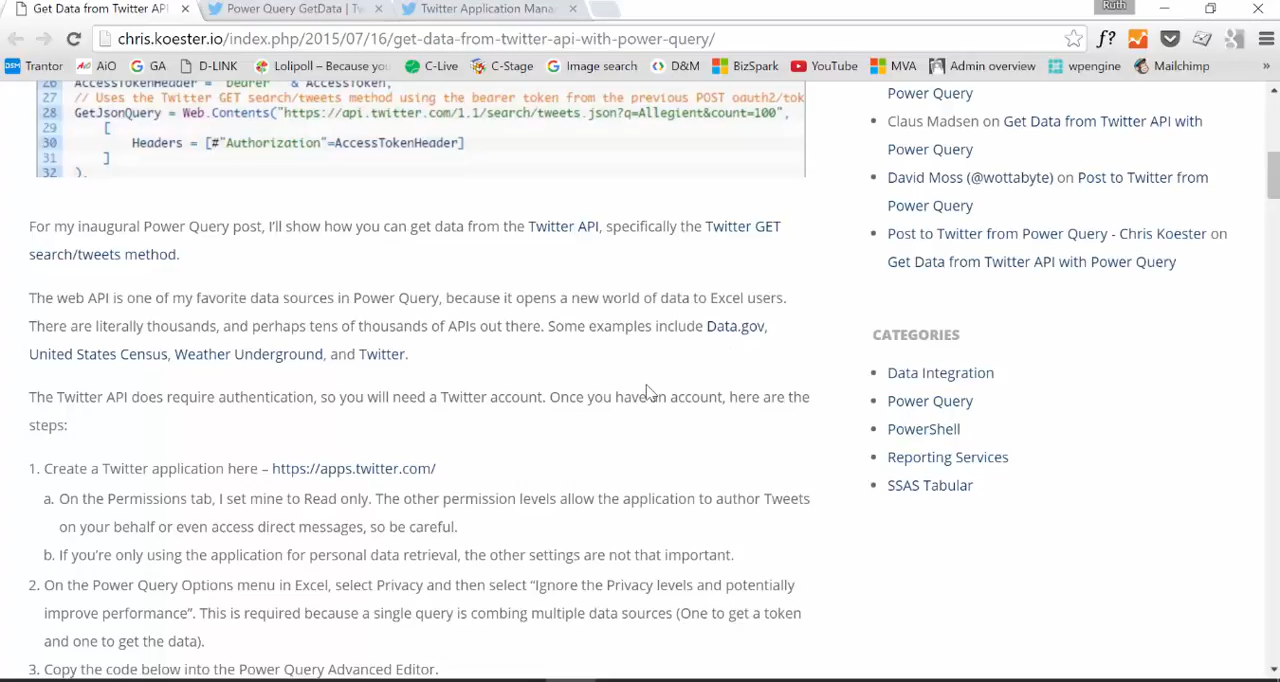 Get Data from Twitter API
Power Query GetData | Tw
Twitter Application Mana
Ruth
chris.koester.io/index.php/2015/07/16/get-data-from-twitter-api-with-power-query/
f?
Trantor
AiO
GA
D-LINK
Lolipoll – Because you
C-Live
C-Stage
Image search
D&M
BizSpark
YouTube
MVA
Admin overview
wpengine
Mailchimp
»
26 AccessTokenHeader = "bearer " & AccessToken,
27 // Uses the Twitter GET search/tweets method using the bearer token from the previous POST oauth2/tok
28 GetJsonQuery = Web.Contents("https://api.twitter.com/1.1/search/tweets.json?q=Allegient&count=100",
29 [
30 Headers = [#"Authorization"=AccessTokenHeader]
31 ]
32 ),
For my inaugural Power Query post, I'll show how you can get data from the Twitter API, specifically the Twitter GET
search/tweets method.
The web API is one of my favorite data sources in Power Query, because it opens a new world of data to Excel users.
There are literally thousands, and perhaps tens of thousands of APIs out there. Some examples include Data.gov,
United States Census, Weather Underground, and Twitter.
The Twitter API does require authentication, so you will need a Twitter account. Once you have an account, here are the
steps:
1. Create a Twitter application here – https://apps.twitter.com/
a. On the Permissions tab, I set mine to Read only. The other permission levels allow the application to author Tweets
on your behalf or even access direct messages, so be careful.
b. If you're only using the application for personal data retrieval, the other settings are not that important.
2. On the Power Query Options menu in Excel, select Privacy and then select “Ignore the Privacy levels and potentially
improve performance”. This is required because a single query is combing multiple data sources (One to get a token
and one to get the data).
3. Copy the code below into the Power Query Advanced Editor.
Power Query
Claus Madsen on Get Data from Twitter API with
Power Query
David Moss (@wottabyte) on Post to Twitter from
Power Query
Post to Twitter from Power Query - Chris Koester on
Get Data from Twitter API with Power Query
CATEGORIES
Data Integration
Power Query
PowerShell
Reporting Services
SSAS Tabular